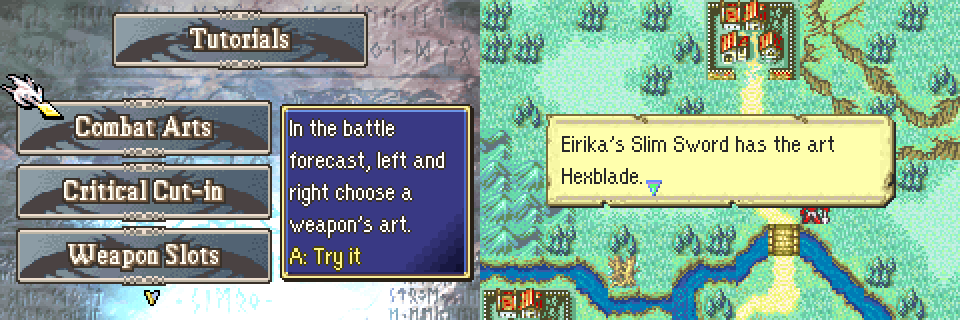 Tutorials
Combat Arts
Critical Cut-in
Weapon Slots
In the battle
forecast, left and
right choose a
weapon's art.
A: Try it
Eirika's Slim Sword has the art
Hexblade.